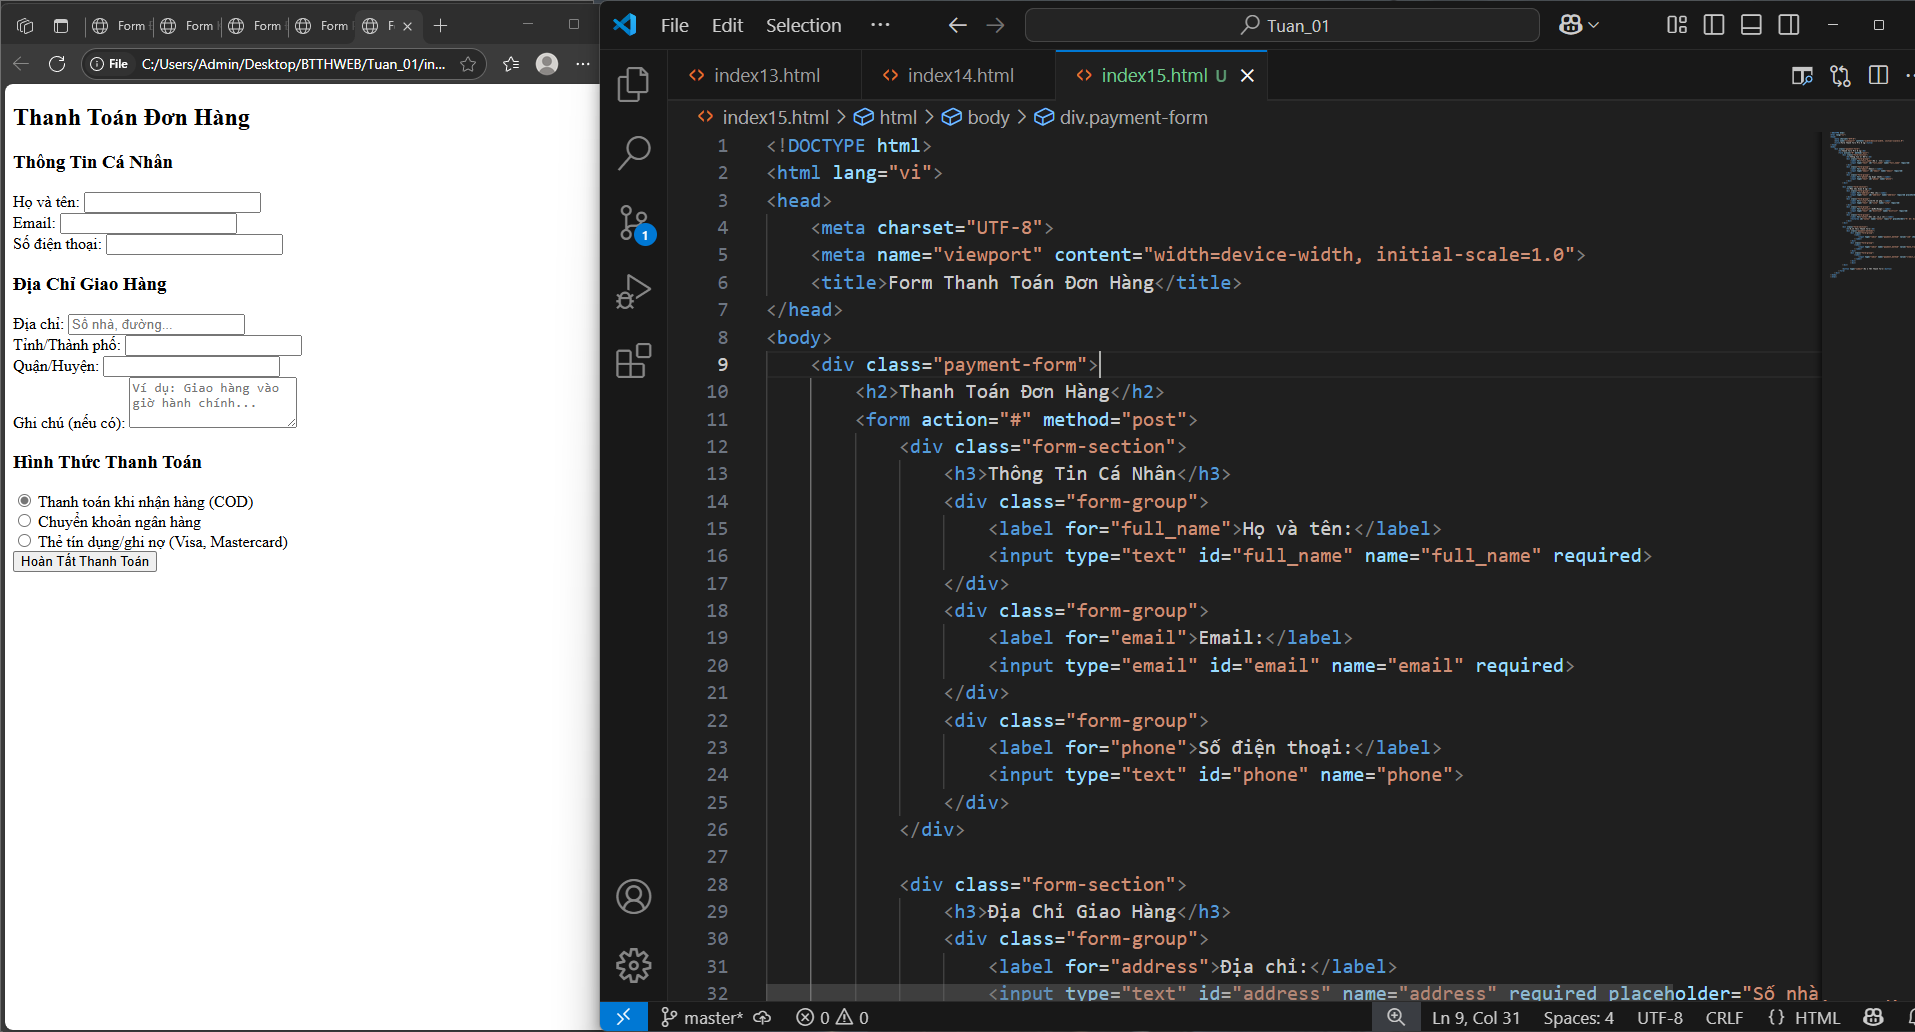 Form
Form
Form
Form
File Edit Selection ···
Tuan_01
File C:/Users/Admin/Desktop/BTTHWEB/Tuan_01/in...
Thanh Toán Đơn Hàng
Thông Tin Cá Nhân
Họ và tên:
Email:
Số điện thoại:
Địa Chỉ Giao Hàng
Địa chỉ: Số nhà, đường...
Tỉnh/Thành phố:
Quận/Huyện:
Ví dụ: Giao hàng vào
giờ hành chính...
Ghi chú (nếu có):
Hình Thức Thanh Toán
Thanh toán khi nhận hàng (COD)
Chuyển khoản ngân hàng
Thẻ tín dụng/ghi nợ (Visa, Mastercard)
Hoàn Tất Thanh Toán
index13.html
index14.html
index15.html U
index15.html > html > body > div.payment-form
1 <!DOCTYPE html>
2 <html lang="vi">
3 <head>
4 <meta charset="UTF-8">
5 <meta name="viewport" content="width=device-width, initial-scale=1.0">
6 <title>Form Thanh Toán Đơn Hàng</title>
7 </head>
8 <body>
9 <div class="payment-form">
10 <h2>Thanh Toán Đơn Hàng</h2>
11 <form action="#" method="post">
12 <div class="form-section">
13 <h3>Thông Tin Cá Nhân</h3>
14 <div class="form-group">
15 <label for="full_name">Họ và tên:</label>
16 <input type="text" id="full_name" name="full_name" required>
17 </div>
18 <div class="form-group">
19 <label for="email">Email:</label>
20 <input type="email" id="email" name="email" required>
21 </div>
22 <div class="form-group">
23 <label for="phone">Số điện thoại:</label>
24 <input type="text" id="phone" name="phone">
25 </div>
26 </div>
27
28 <div class="form-section">
29 <h3>Địa Chỉ Giao Hàng</h3>
30 <div class="form-group">
31 <label for="address">Địa chỉ:</label>
32 <input type="text" id="address" name="address" required placeholder="Số nhà,
1
master* 0 0 Ln 9, Col 31 Spaces: 4 UTF-8 CRLF {} HTML